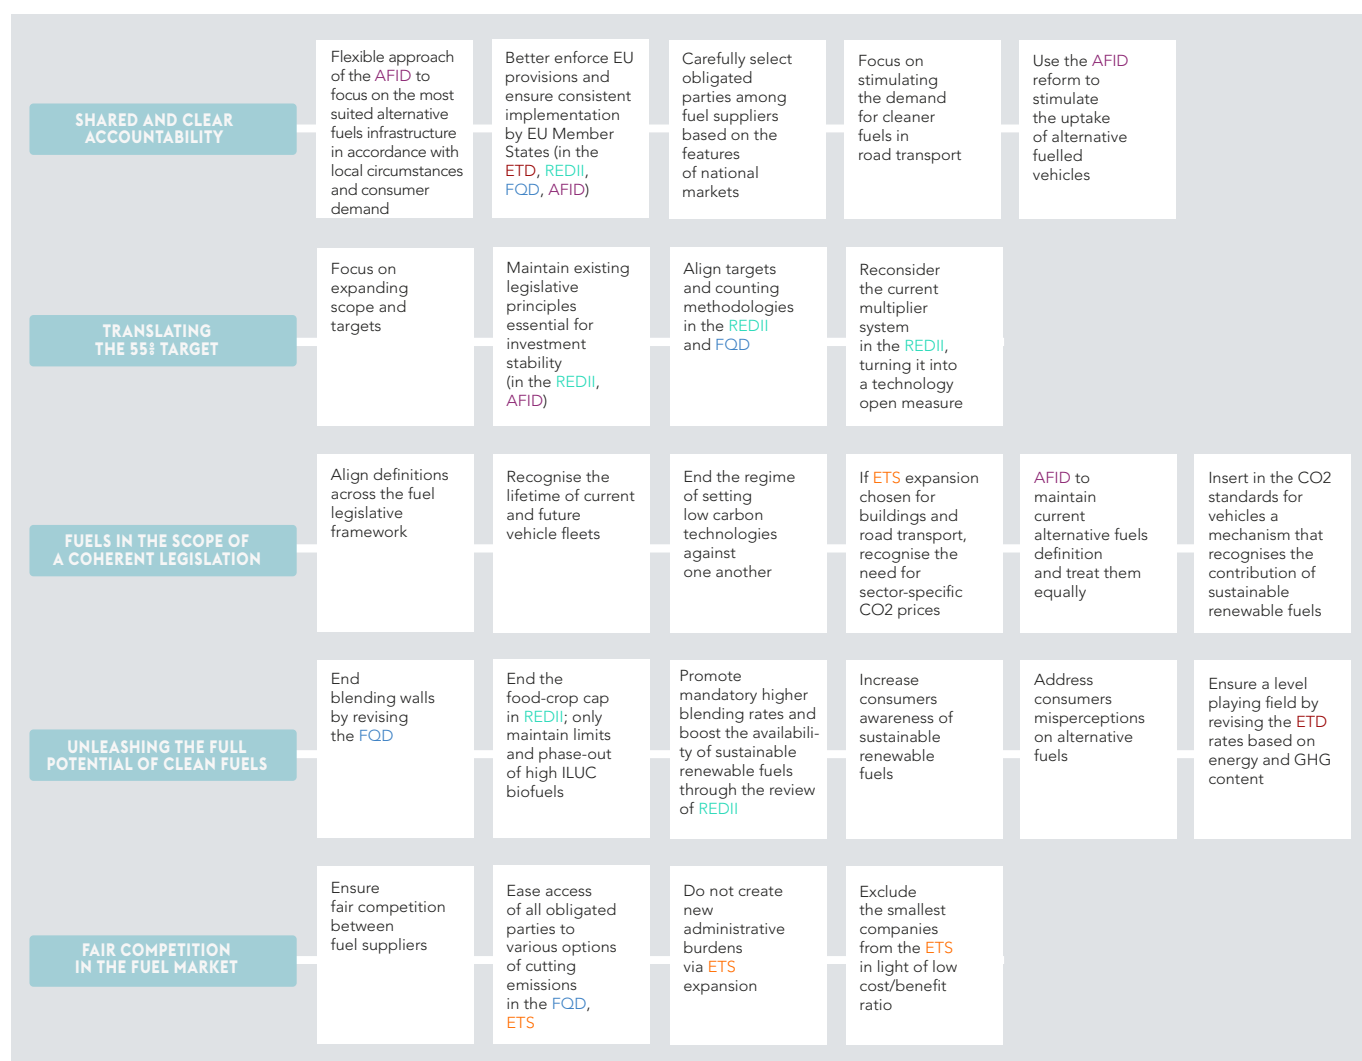 SHARED AND CLEAR
ACCOUNTABILITY
Flexible approach
of the AFID to
focus on the most
suited alternative
fuels infrastructure
in accordance with
local circumstances
and consumer
demand
Better enforce EU
provisions and
ensure consistent
implementation
by EU Member
States (in the
ETD, REDII,
FQD, AFID)
Carefully select
obligated
parties among
fuel suppliers
based on the
features
of national
markets
Focus on
stimulating
the demand
for cleaner
fuels in
road transport
Use the AFID
reform to
stimulate
the uptake
of alternative
fuelled
vehicles
TRANSLATING
THE 55% TARGET
Focus on
expanding
scope and
targets
Maintain existing
legislative
principles
essential for
investment
stability
(in the REDII,
AFID)
Align targets
and counting
methodologies
in the REDII
and FQD
Reconsider
the current
multiplier
system
in the REDII,
turning it into
a technology
open measure
FUELS IN THE SCOPE OF
A COHERENT LEGISLATION
Align definitions
across the fuel
legislative
framework
Recognise the
lifetime of current
and future
vehicle fleets
End the regime
of setting
low carbon
technologies
against
one another
If ETS expansion
chosen for
buildings and
road transport,
recognise the
need for
sector-specific
CO2 prices
AFID to
maintain
current
alternative fuels
definition
and treat them
equally
Insert in the CO2
standards for
vehicles a
mechanism that
recognises the
contribution of
sustainable
renewable fuels
UNLEASHING THE FULL
POTENTIAL OF CLEAN FUELS
End
blending walls
by revising
the FQD
End the
food-crop cap
in REDII; only
maintain limits
and phase-out
of high ILUC
biofuels
Promote
mandatory higher
blending rates and
boost the availabili-
ty of sustainable
renewable fuels
through the review
of REDII
Increase
consumers
awareness of
sustainable
renewable
fuels
Address
consumers
misperceptions
on alternative
fuels
Ensure a level
playing field by
revising the ETD
rates based on
energy and GHG
content
FAIR COMPETITION
IN THE FUEL MARKET
Ensure
fair competition
between
fuel suppliers
Ease access
of all obligated
parties to
various options
of cutting
emissions
in the FQD,
ETS
Do not create
new
administrative
burdens
via ETS
expansion
Exclude
the smallest
companies
from the ETS
in light of low
cost/benefit
ratio